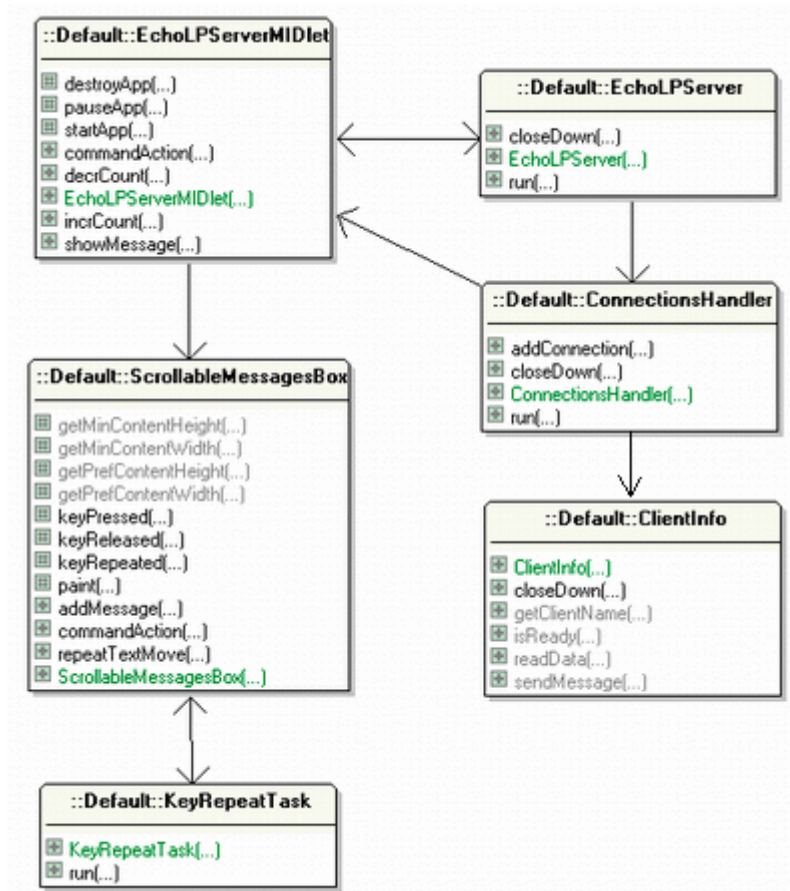 ::Default::EchoLPServerMIDlet
destroyApp(...)
pauseApp(...)
startApp(...)
commandAction(...)
decrCount(...)
EchoLPServerMIDlet(...)
incrCount(...)
showMessage(...)
::Default::EchoLPServer
closeDown(...)
EchoLPServer(...)
run(...)
::Default::ConnectionsHandler
addConnection(...)
closeDown(...)
ConnectionsHandler(...)
run(...)
::Default::ScrollableMessagesBox
getMinContentHeight(...)
getMinContentWidth(...)
getPrefContentHeight(...)
getPrefContentWidth(...)
keyPressed(...)
keyReleased(...)
keyRepeated(...)
paint(...)
addMessage(...)
commandAction(...)
repeatTextMove(...)
ScrollableMessagesBox(...)
::Default::ClientInfo
ClientInfo(...)
closeDown(...)
getClientName(...)
isReady(...)
readData(...)
sendMessage(...)
::Default::KeyRepeatTask
KeyRepeatTask(...)
run(...)